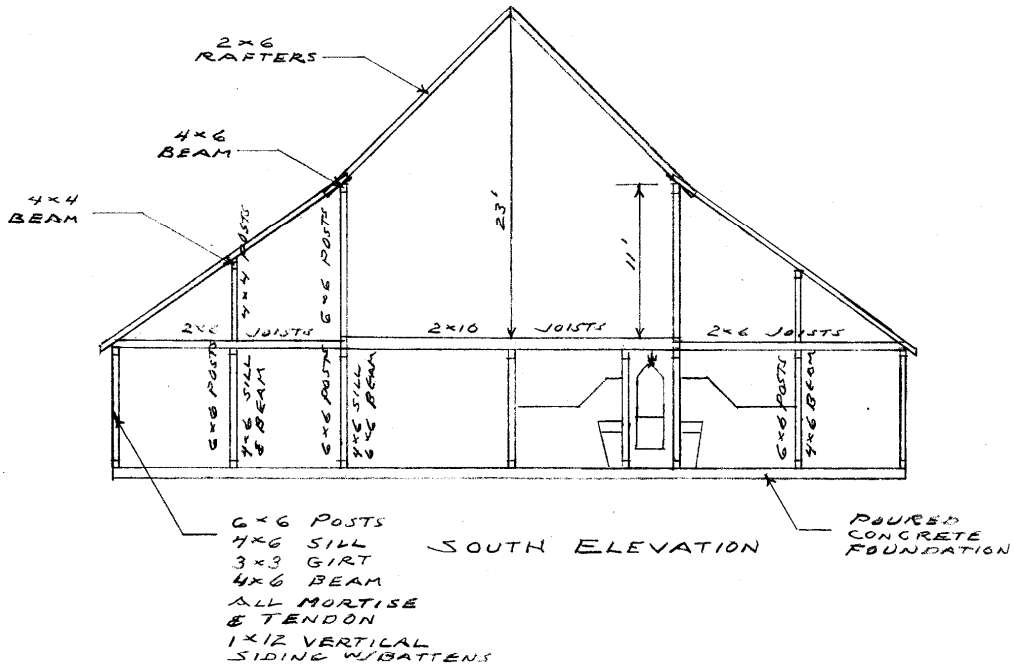 2×6
RAFTERS
4×6
BEAM
4×4
BEAM
4×4 POSTS
6×6 POSTS
23'
11'
2×6 JOISTS
2×10 JOISTS
2×6 JOISTS
6×6 POSTS
4×6 SILL
& BEAM
6×6 POSTS
4×6 SILL
6×6 BEAM
6×6 POSTS
4×6 BEAM
6×6 POSTS
4×6 SILL
3×3 GIRT
4×6 BEAM
ALL MORTISE
& TENDON
1×12 VERTICAL
SIDING W/BATTENS
SOUTH ELEVATION
POURED
CONCRETE
FOUNDATION